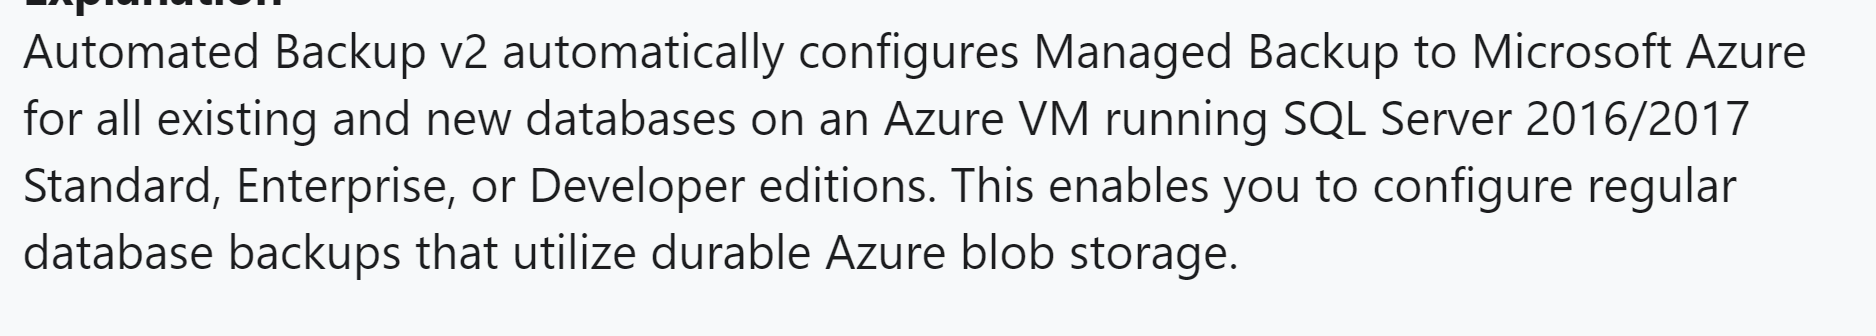 Explanation
Automated Backup v2 automatically configures Managed Backup to Microsoft Azure
for all existing and new databases on an Azure VM running SQL Server 2016/2017
Standard, Enterprise, or Developer editions. This enables you to configure regular
database backups that utilize durable Azure blob storage.